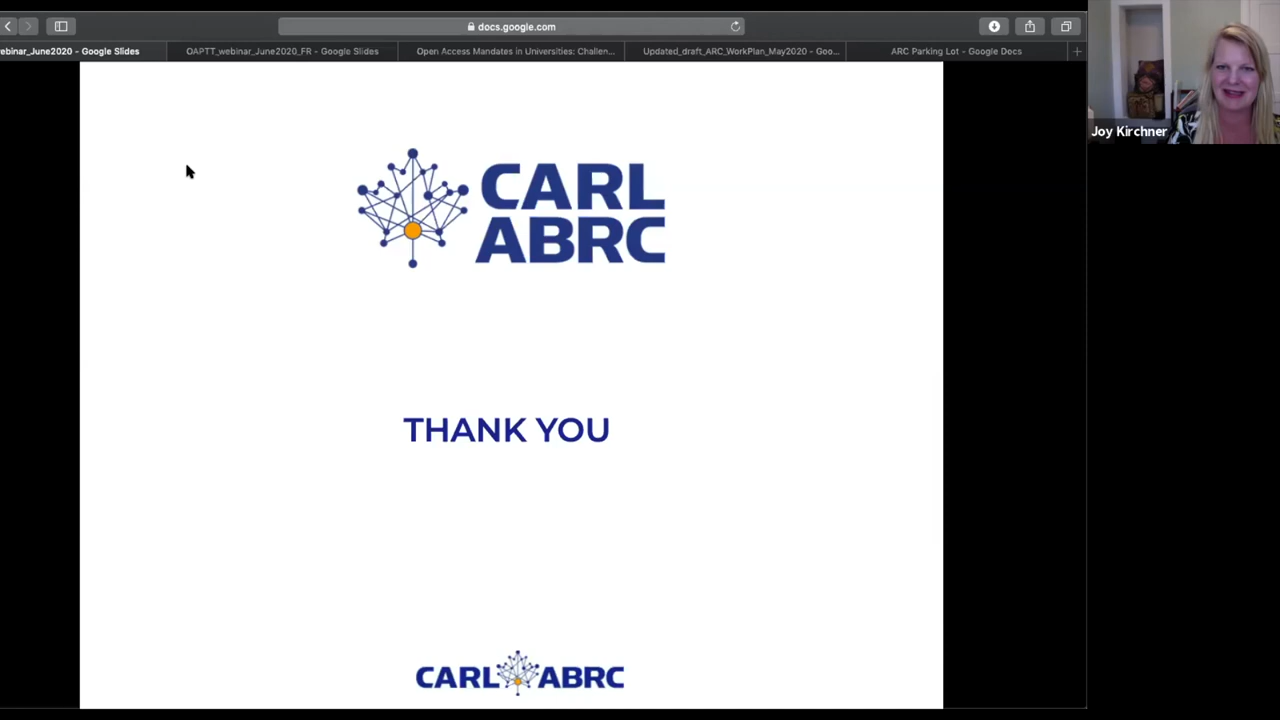 docs.google.com
ebinar_June2020 - Google Slides
OAPTT_webinar_June2020_FR - Google Slides
Open Access Mandates in Universities: Challen...
Updated_draft_ARC_WorkPlan_May2020 - Goo...
ARC Parking Lot - Google Docs
Joy Kirchner
CARL
ABRC
THANK YOU
CARL ABRC